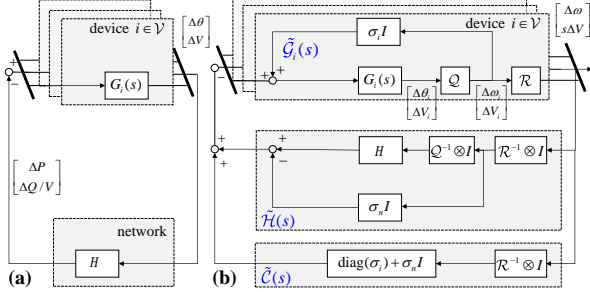 device i ∈ 𝒱
[Δθ
ΔV]
+
−
G_i(s)
[ΔP
ΔQ/V]
network
H
(a)
device i ∈ 𝒱
[Δω
sΔV]
𝒢̃_i(s)
σ_i I
+
−
+
+
G_i(s)
𝒬
ℛ
[Δθ_i
ΔV_i]
[Δω_i
ΔV_i]
+
+
+
−
H
𝒬⁻¹ ⊗ I
ℛ⁻¹ ⊗ I
σ_n I
ℋ̃(s)
(b)
𝒞̃(s)
diag(σ_i) + σ_n I
ℛ⁻¹ ⊗ I